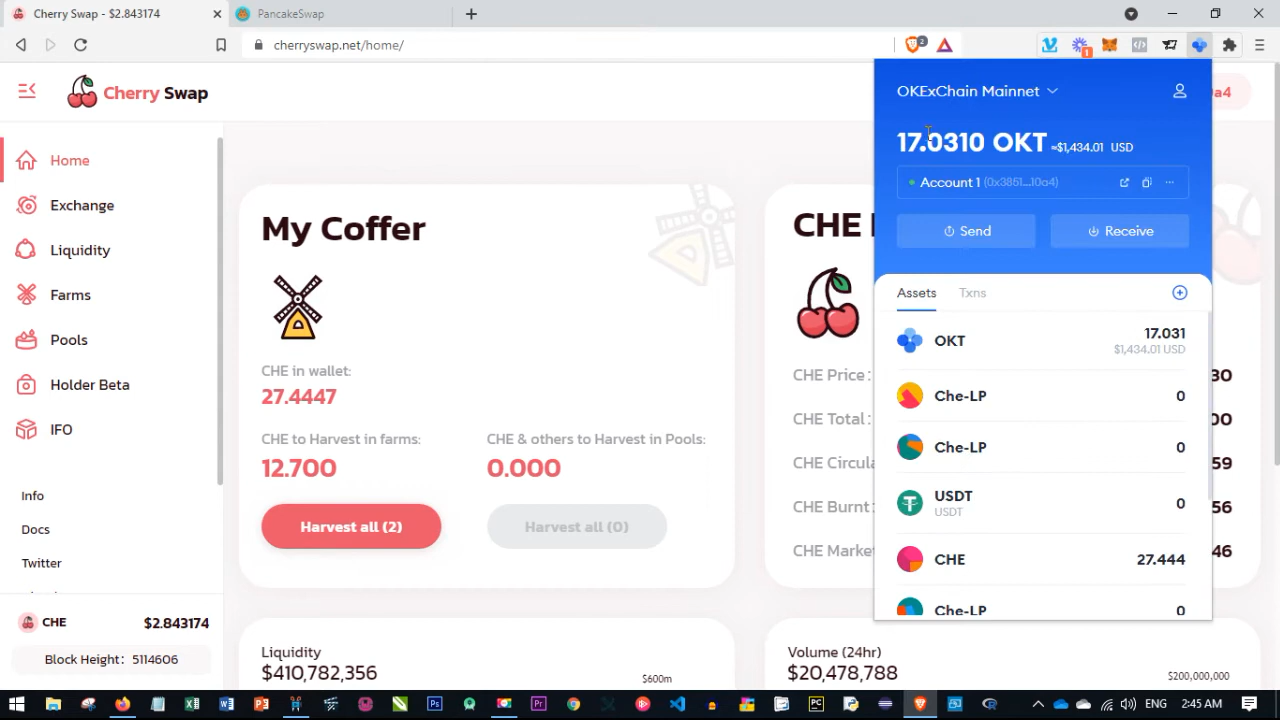 Cherry Swap - $2.843174
PancakeSwap
cherryswap.net/home/
2
1
Cherry Swap
Home
Exchange
Liquidity
Farms
Pools
Holder Beta
IFO
Info
Docs
Twitter
CHE $2.843174
Block Height: 5114606
My Coffer
CHE in wallet:
27.4447
CHE to Harvest in farms:
12.700
Harvest all (2)
CHE & others to Harvest in Pools:
0.000
Harvest all (0)
CHE
CHE Price: 30
CHE Total: 00
CHE Circula 59
CHE Burnt: 56
CHE Marke 46
Liquidity
$410,782,356
$600m
Volume (24hr)
$20,478,788
$200,000,000
0a4
OKExChain Mainnet
17.0310 OKT ≈$1,434.01 USD
Account 1 (0x3851...10a4)
Send
Receive
Assets
Txns
OKT 17.031
$1,434.01 USD
Che-LP 0
Che-LP 0
USDT 0
USDT
CHE 27.444
Che-LP 0
2:45 AM